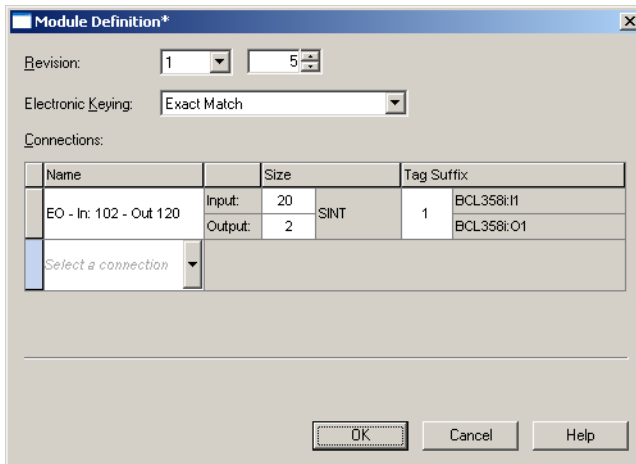 Module Definition*
Revision: 1 5
Electronic Keying: Exact Match
Connections:
Name Size Tag Suffix
EO - In: 102 - Out 120 Input: 20 SINT 1 BCL358i:I1
Output: 2 BCL358i:O1
Select a connection
OK Cancel Help